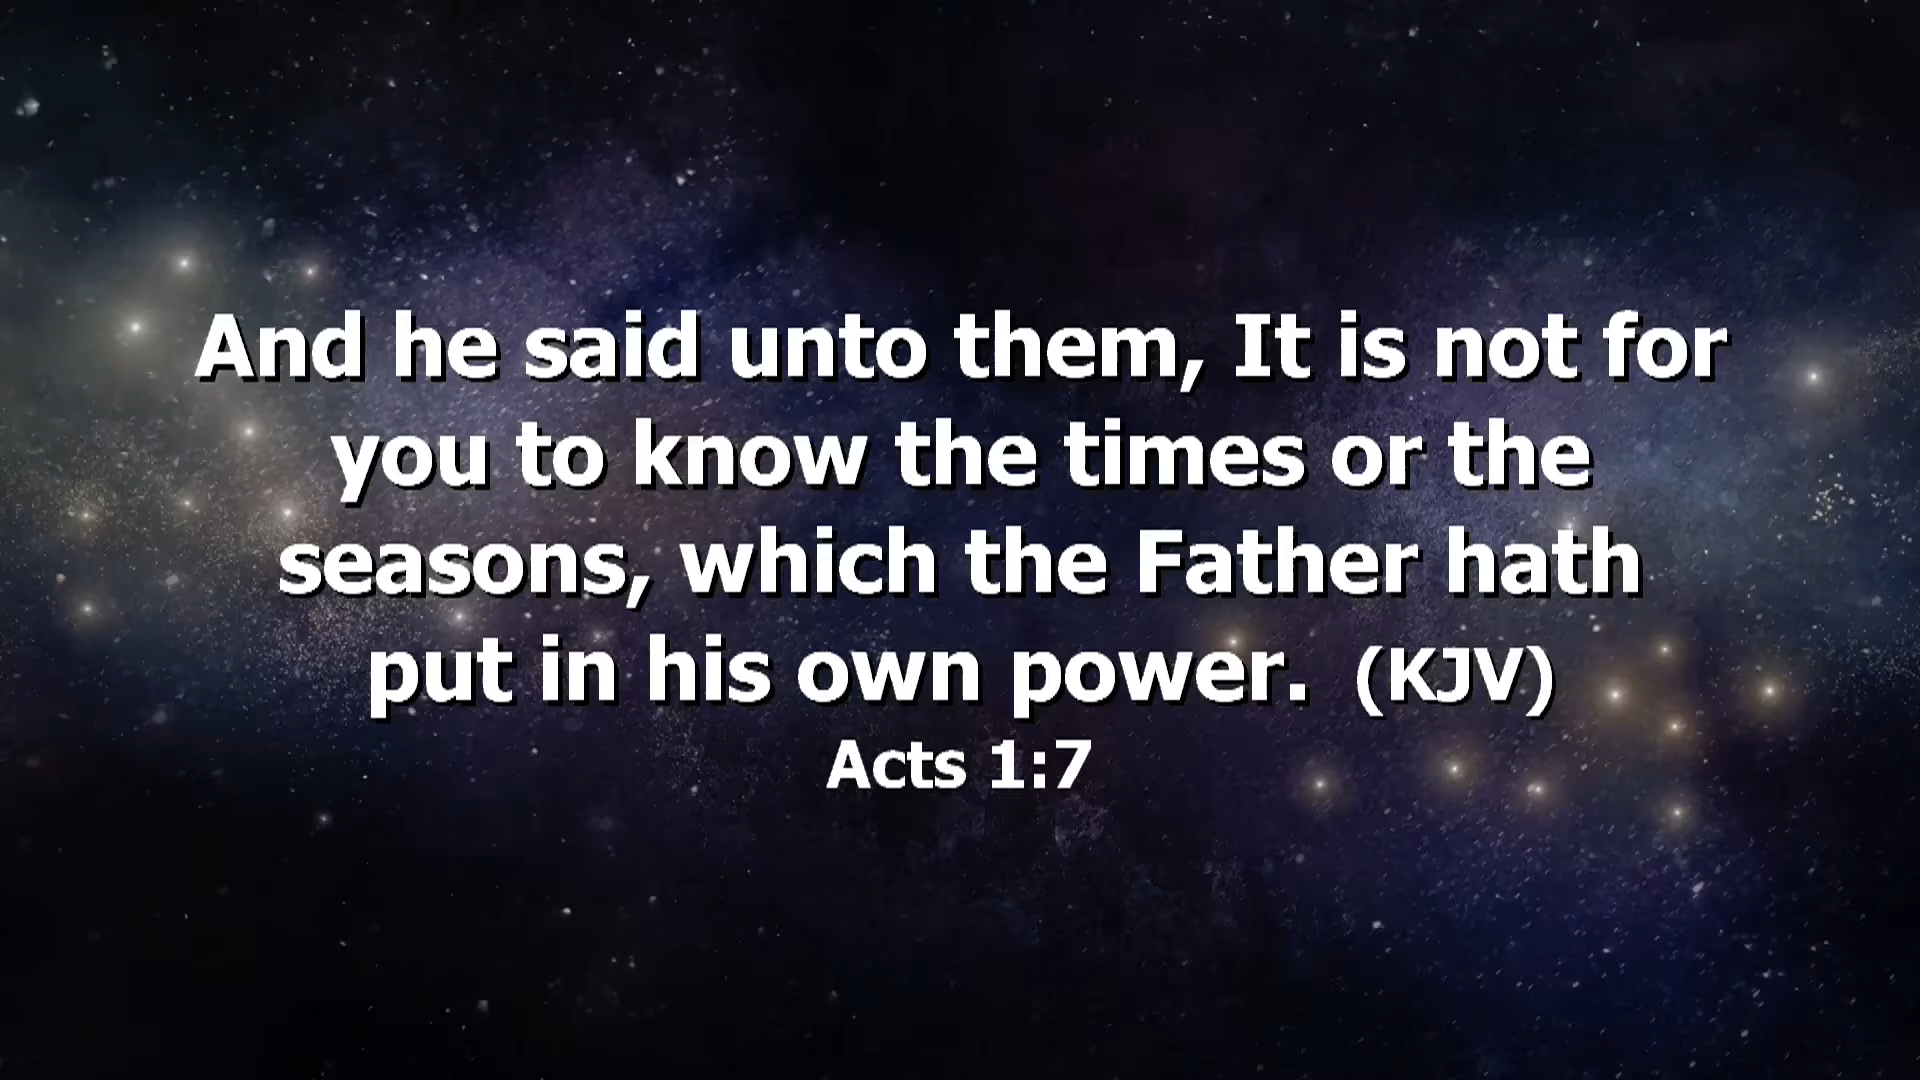 And he said unto them, It is not for
you to know the times or the
seasons, which the Father hath
put in his own power. (KJV)
Acts 1:7